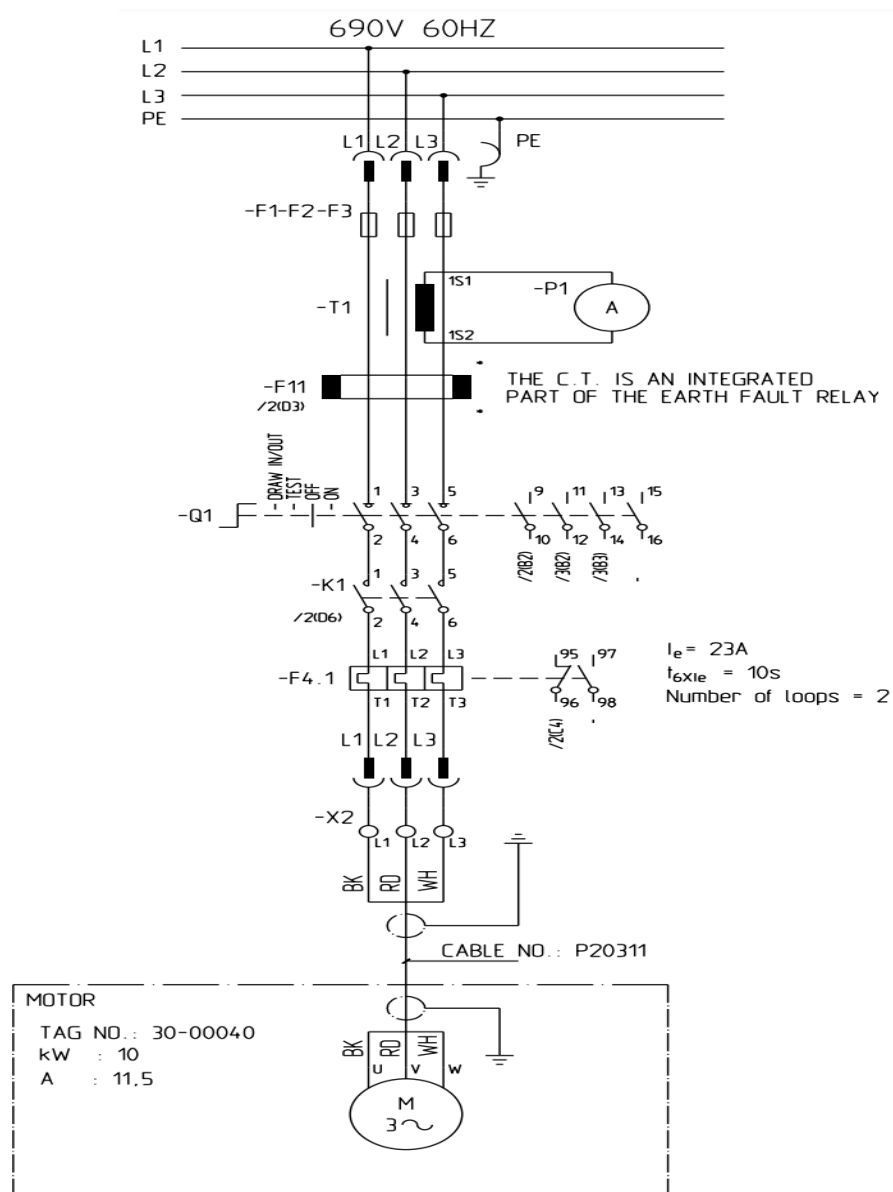 690V 60HZ
L1
L2
L3
PE
L1 L2 L3
PE
-F1-F2-F3
-T1
1S1
1S2
-P1
A
-F11
/2(D3)
THE C.T. IS AN INTEGRATED
PART OF THE EARTH FAULT RELAY
DRAW IN/OUT
TEST
OFF
ON
-Q1
1 3 5
2 4 6
9 11 13 15
10 12 14 16
/2(B2)
/3(B2)
/3(B3)
-K1
/2(D6)
1 3 5
2 4 6
-F4.1
L1 L2 L3
T1 T2 T3
95 97
96 98
/2(C4)
Ie= 23A
t6xIe = 10s
Number of loops = 2
L1 L2 L3
-X2
L1 L2 L3
BK RD WH
CABLE NO.: P20311
MOTOR
TAG NO.: 30-00040
kW : 10
A : 11,5
BK RD WH
U V W
M
3~